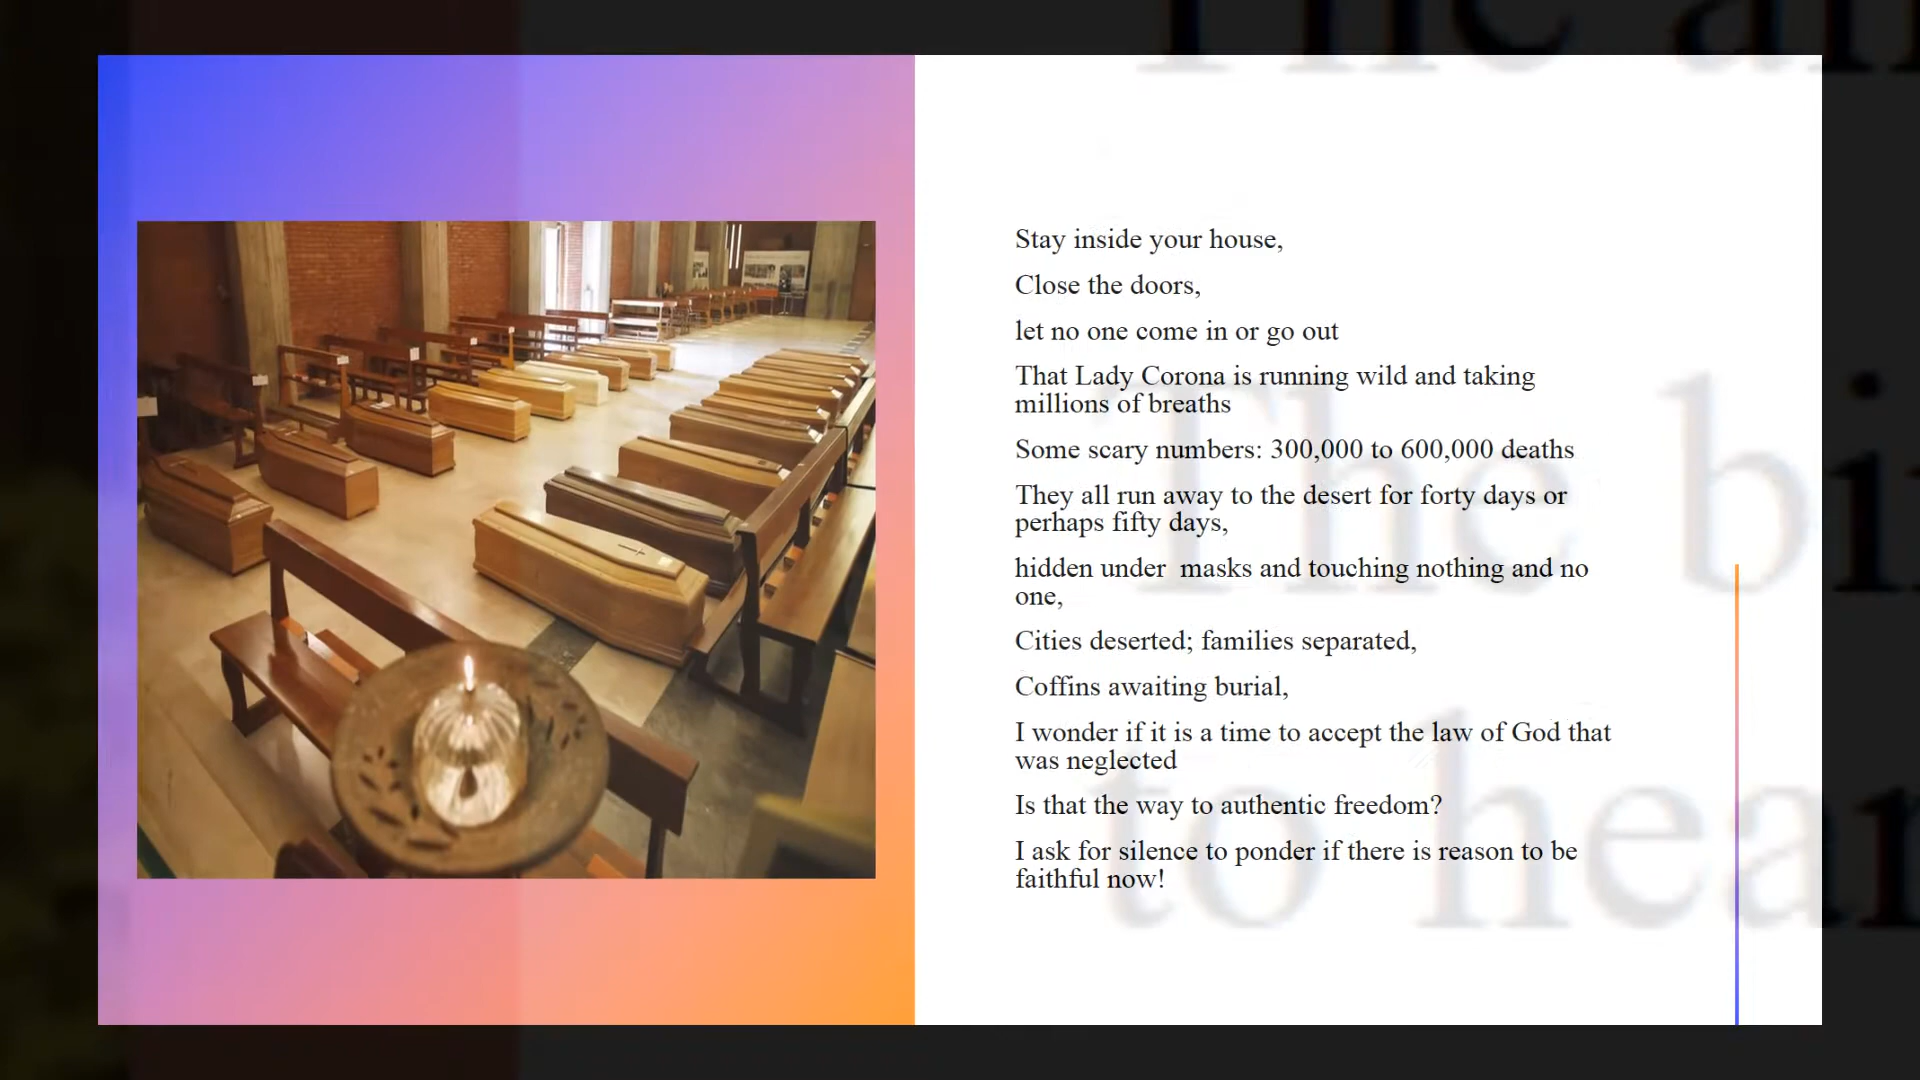 Stay inside your house,
Close the doors,
let no one come in or go out
That Lady Corona is running wild and taking
millions of breaths
Some scary numbers: 300,000 to 600,000 deaths
They all run away to the desert for forty days or
perhaps fifty days,
hidden under  masks and touching nothing and no
one,
Cities deserted; families separated,
Coffins awaiting burial,
I wonder if it is a time to accept the law of God that
was neglected
Is that the way to authentic freedom?
I ask for silence to ponder if there is reason to be
faithful now!
The
The
to